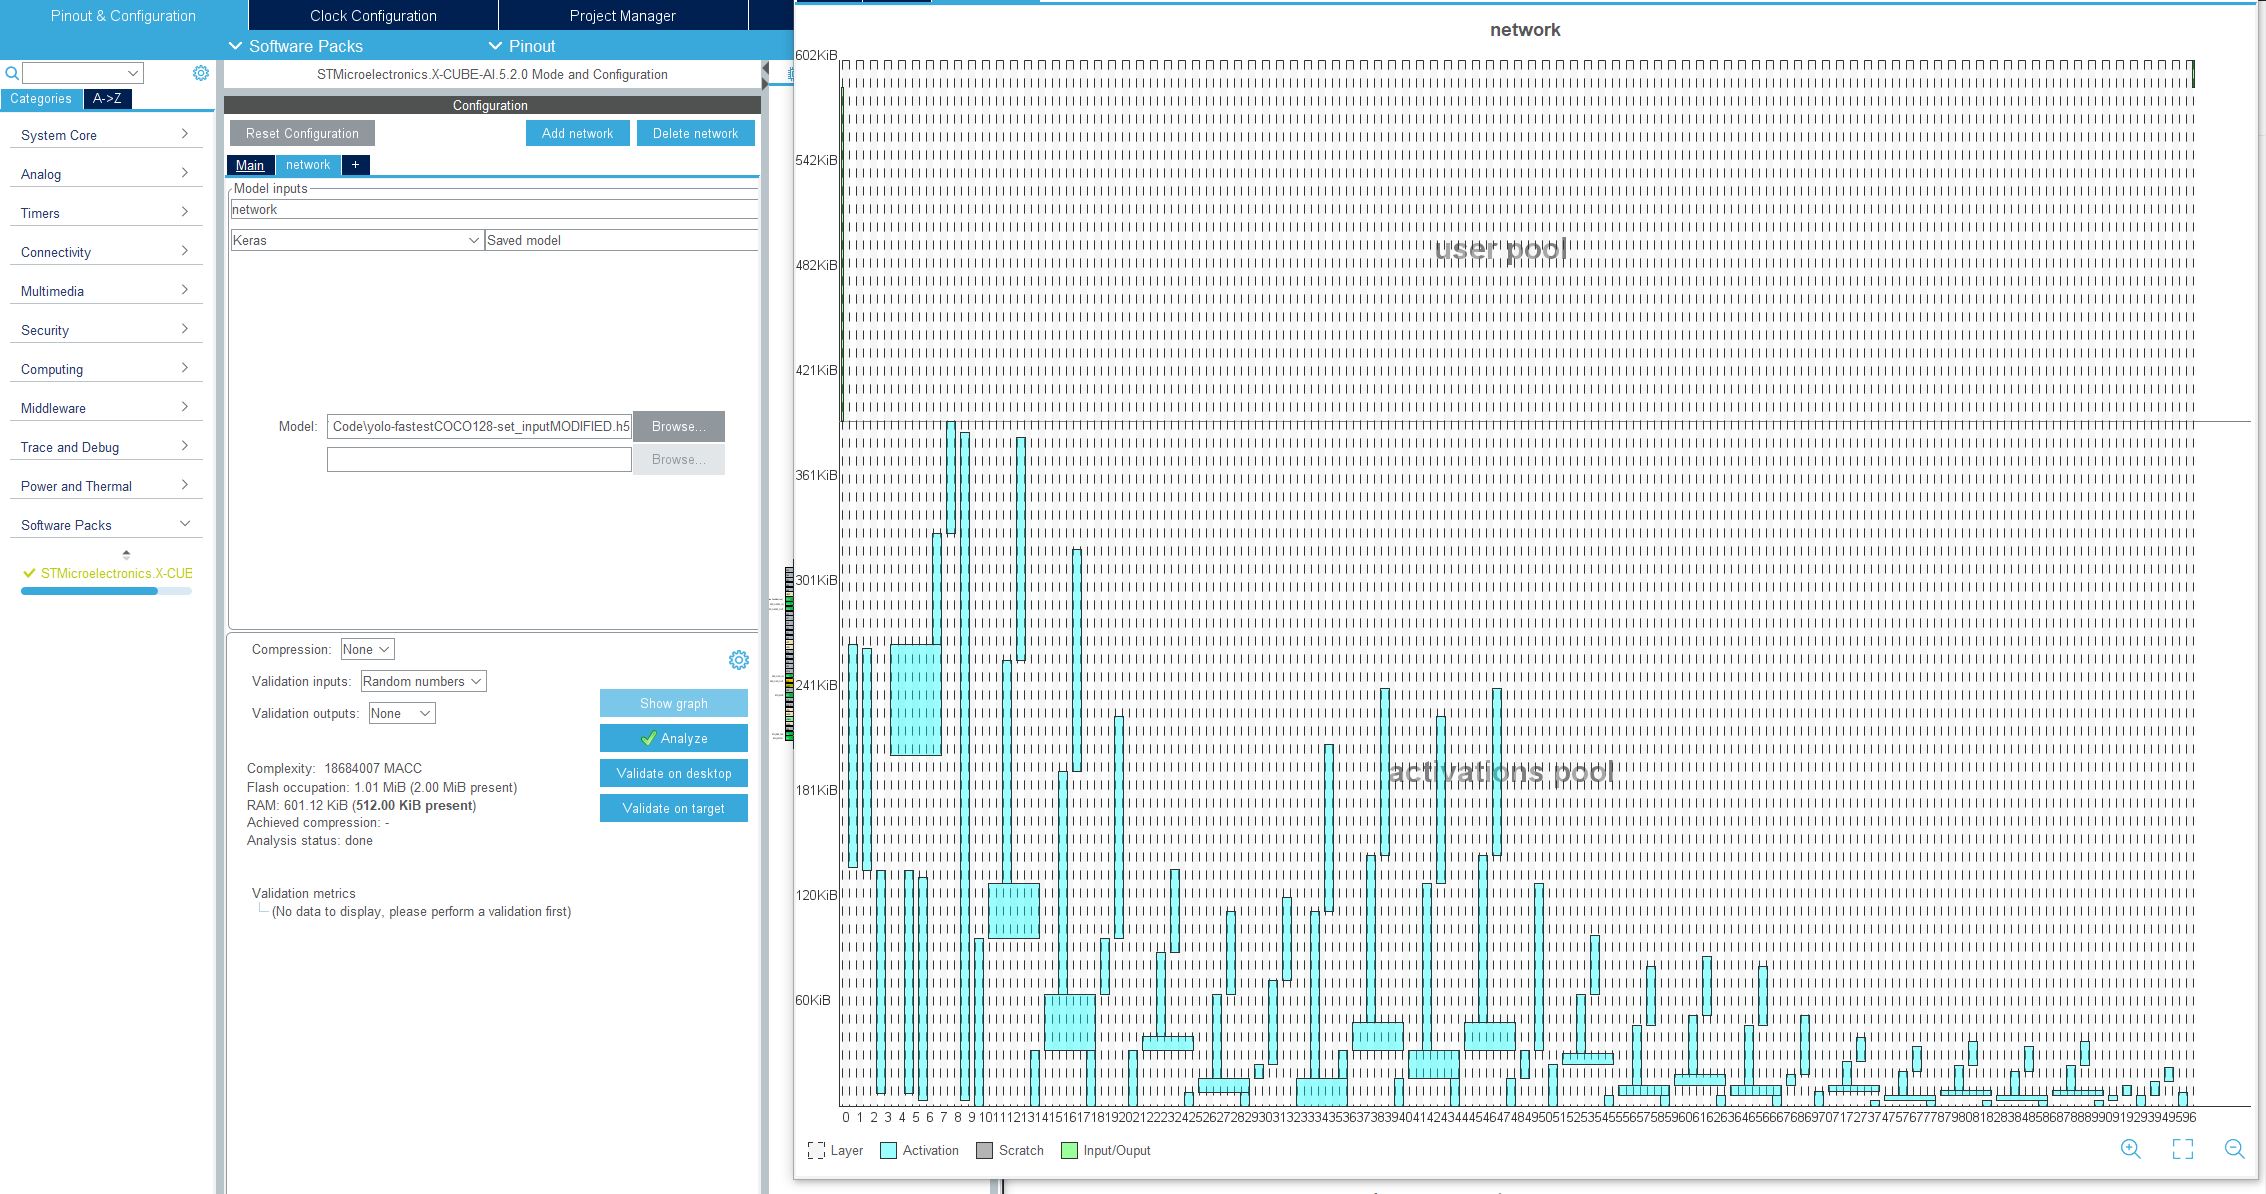 Pinout & Configuration
Clock Configuration
Project Manager
Software Packs
Pinout
STMicroelectronics.X-CUBE-AI.5.2.0 Mode and Configuration
Categories
A->Z
System Core
Analog
Timers
Connectivity
Multimedia
Security
Computing
Middleware
Trace and Debug
Power and Thermal
Software Packs
STMicroelectronics.X-CUE
Configuration
Reset Configuration
Add network
Delete network
Main
network
+
Model inputs
network
Keras
Saved model
Model:
Code\yolo-fastestCOCO128-set_inputMODIFIED.h5
Browse...
Browse...
Compression:
None
Validation inputs:
Random numbers
Validation outputs:
None
Show graph
Analyze
Validate on desktop
Validate on target
Complexity: 18684007 MACC
Flash occupation: 1.01 MiB (2.00 MiB present)
RAM: 601.12 KiB (512.00 KiB present)
Achieved compression: -
Analysis status: done
Validation metrics
(No data to display, please perform a validation first)
network
602KiB
542KiB
482KiB
421KiB
361KiB
301KiB
241KiB
181KiB
120KiB
60KiB
user pool
activations pool
0 1 2 3 4 5 6 7 8 9 10 11 12 13 14 15 16 17 18 19 20 21 22 23 24 25 26 27 28 29 30 31 32 33 34 35 36 37 38 39 40 41 42 43 44 45 46 47 48 49 50 51 52 53 54 55 56 57 58 59 60 61 62 63 64 65 66 67 68 69 70 71 72 73 74 75 76 77 78 79 80 81 82 83 84 85 86 87 88 89 90 91 92 93 94 95 96
Layer
Activation
Scratch
Input/Ouput